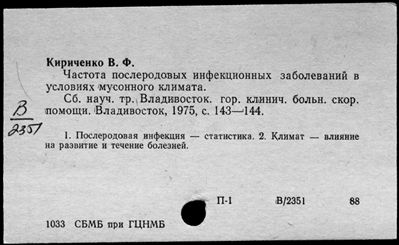 Кириченко В. Ф.
Частота послеродовых инфекционных заболеваний в
условиях мусонного климата.
Сб. науч. тр. Владивосток. гор. клинич. больн. скор.
помощи. Владивосток, 1975, с. 143—144.
В
2351
1. Послеродовая инфекция — статистика. 2. Климат — влияние
на развитие и течение болезней.
П-1 В/2351 88
1033 СБМБ при ГЦНМБ